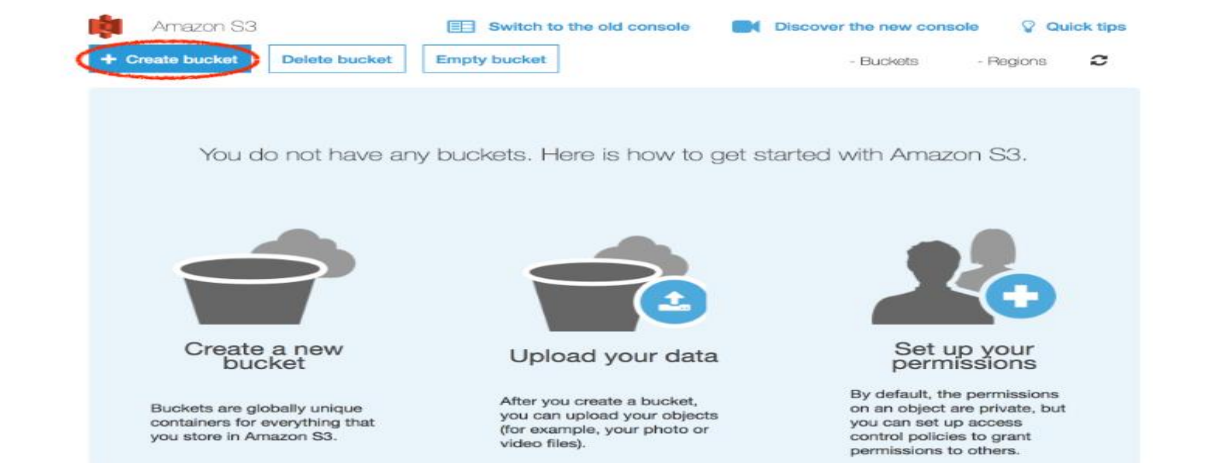 Amazon S3
Switch to the old console
Discover the new console
Quick tips
+ Create bucket
Delete bucket
Empty bucket
- Buckets
- Regions
You do not have any buckets. Here is how to get started with Amazon S3.
Create a new
bucket
Buckets are globally unique
containers for everything that
you store in Amazon S3.
Upload your data
After you create a bucket,
you can upload your objects
(for example, your photo or
video files).
Set up your
permissions
By default, the permissions
on an object are private, but
you can set up access
control policies to grant
permissions to others.